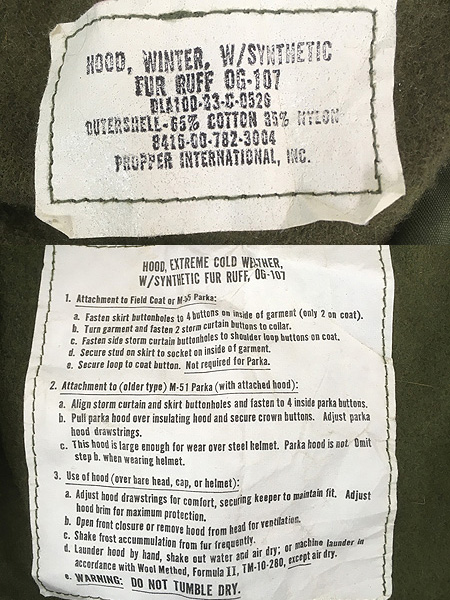 HOOD, WINTER, W/SYNTHETIC
FUR RUFF OG-107
DLA100-83-C-0526
OUTERSHELL-65% COTTON 35% NYLON
8415-00-782-3004
PROPPER INTERNATIONAL, INC.
HOOD, EXTREME COLD WEATHER,
W/SYNTHETIC FUR RUFF, OG-107
1. Attachment to Field Coat or M-65 Parka:
a. Fasten skirt buttonholes to 4 buttons on inside of garment (only 2 on coat).
b. Turn garment and fasten 2 storm curtain buttons to collar.
c. Fasten side storm curtain buttonholes to shoulder loop buttons on coat.
d. Secure stud on skirt to socket on inside of garment.
e. Secure loop to coat button. Not required for Parka.
2. Attachment to (older type) M-51 Parka (with attached hood):
a. Align storm curtain and skirt buttonholes and fasten to 4 inside parka buttons.
b. Pull parka hood over insulating hood and secure crown buttons. Adjust parka
hood drawstrings.
c. This hood is large enough for wear over steel helmet. Parka hood is not. Omit
step b. when wearing helmet.
3. Use of hood (over bare head, cap, or helmet):
a. Adjust hood drawstrings for comfort, securing keeper to maintain fit. Adjust
hood brim for maximum protection.
b. Open front closure or remove hood from head for ventilation.
c. Shake frost accummulation from fur frequently.
d. Launder hood by hand, shake out water and air dry; or machine launder in
accordance with Wool Method, Formula II, TM-10-280, except air dry.
e. WARNING: DO NOT TUMBLE DRY.